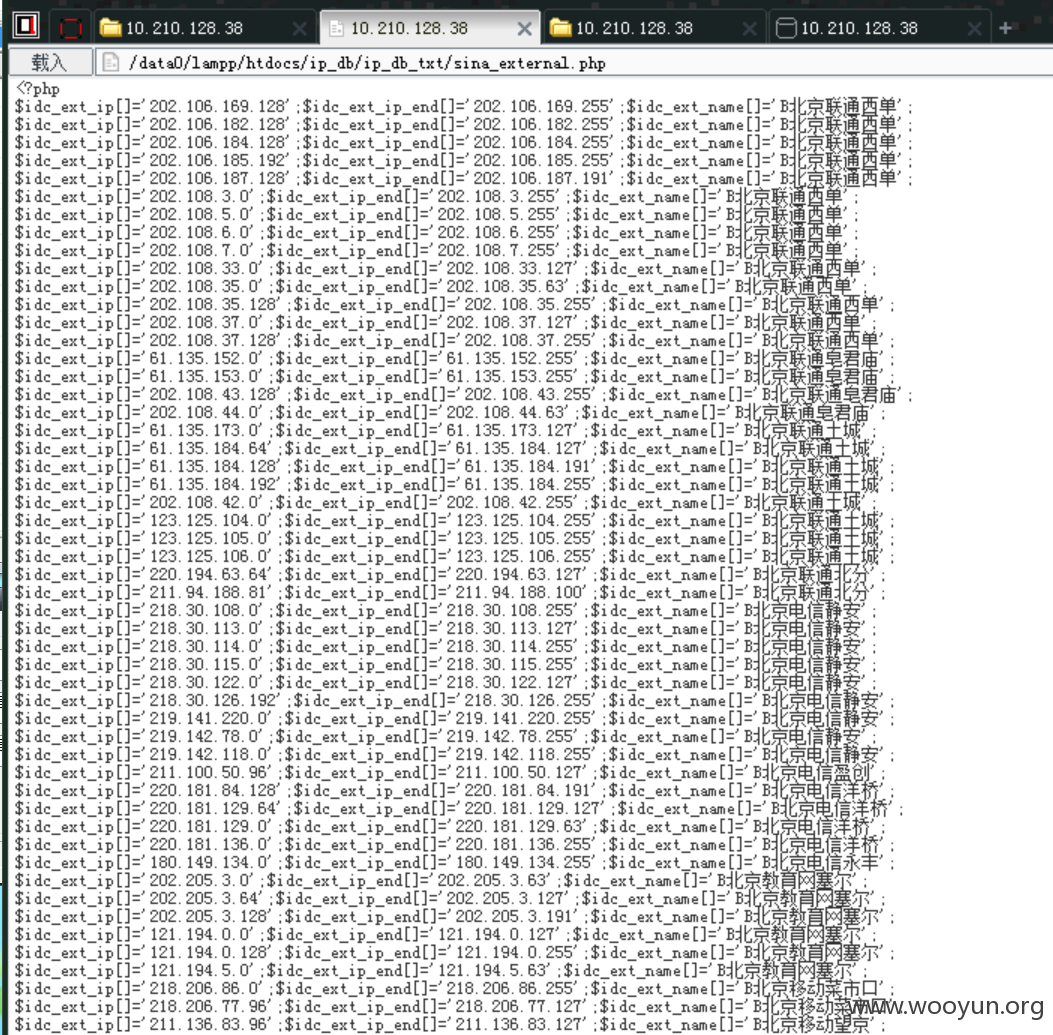 10.210.128.38 10.210.128.38 10.210.128.38 10.210.128.38
载入 /data0/lampp/htdocs/ip_db/ip_db_txt/sina_external.php
<?php
$idc_ext_ip[]='202.106.169.128';$idc_ext_ip_end[]='202.106.169.255';$idc_ext_name[]='B北京联通西单';
$idc_ext_ip[]='202.106.182.128';$idc_ext_ip_end[]='202.106.182.255';$idc_ext_name[]='B北京联通西单';
$idc_ext_ip[]='202.106.184.128';$idc_ext_ip_end[]='202.106.184.255';$idc_ext_name[]='B北京联通西单';
$idc_ext_ip[]='202.106.185.192';$idc_ext_ip_end[]='202.106.185.255';$idc_ext_name[]='B北京联通西单';
$idc_ext_ip[]='202.106.187.128';$idc_ext_ip_end[]='202.106.187.191';$idc_ext_name[]='B北京联通西单';
$idc_ext_ip[]='202.108.3.0';$idc_ext_ip_end[]='202.108.3.255';$idc_ext_name[]='B北京联通西单';
$idc_ext_ip[]='202.108.5.0';$idc_ext_ip_end[]='202.108.5.255';$idc_ext_name[]='B北京联通西单';
$idc_ext_ip[]='202.108.6.0';$idc_ext_ip_end[]='202.108.6.255';$idc_ext_name[]='B北京联通西单';
$idc_ext_ip[]='202.108.7.0';$idc_ext_ip_end[]='202.108.7.255';$idc_ext_name[]='B北京联通西单';
$idc_ext_ip[]='202.108.33.0';$idc_ext_ip_end[]='202.108.33.127';$idc_ext_name[]='B北京联通西单';
$idc_ext_ip[]='202.108.35.0';$idc_ext_ip_end[]='202.108.35.63';$idc_ext_name[]='B北京联通西单';
$idc_ext_ip[]='202.108.35.128';$idc_ext_ip_end[]='202.108.35.255';$idc_ext_name[]='B北京联通西单';
$idc_ext_ip[]='202.108.37.0';$idc_ext_ip_end[]='202.108.37.127';$idc_ext_name[]='B北京联通西单';
$idc_ext_ip[]='202.108.37.128';$idc_ext_ip_end[]='202.108.37.255';$idc_ext_name[]='B北京联通西单';
$idc_ext_ip[]='61.135.152.0';$idc_ext_ip_end[]='61.135.152.255';$idc_ext_name[]='B北京联通皂君庙';
$idc_ext_ip[]='61.135.153.0';$idc_ext_ip_end[]='61.135.153.255';$idc_ext_name[]='B北京联通皂君庙';
$idc_ext_ip[]='202.108.43.128';$idc_ext_ip_end[]='202.108.43.255';$idc_ext_name[]='B北京联通皂君庙';
$idc_ext_ip[]='202.108.44.0';$idc_ext_ip_end[]='202.108.44.63';$idc_ext_name[]='B北京联通皂君庙';
$idc_ext_ip[]='61.135.173.0';$idc_ext_ip_end[]='61.135.173.127';$idc_ext_name[]='B北京联通土城';
$idc_ext_ip[]='61.135.184.64';$idc_ext_ip_end[]='61.135.184.127';$idc_ext_name[]='B北京联通土城';
$idc_ext_ip[]='61.135.184.128';$idc_ext_ip_end[]='61.135.184.191';$idc_ext_name[]='B北京联通土城';
$idc_ext_ip[]='61.135.184.192';$idc_ext_ip_end[]='61.135.184.255';$idc_ext_name[]='B北京联通土城';
$idc_ext_ip[]='202.108.42.0';$idc_ext_ip_end[]='202.108.42.255';$idc_ext_name[]='B北京联通土城';
$idc_ext_ip[]='123.125.104.0';$idc_ext_ip_end[]='123.125.104.255';$idc_ext_name[]='B北京联通土城';
$idc_ext_ip[]='123.125.105.0';$idc_ext_ip_end[]='123.125.105.255';$idc_ext_name[]='B北京联通土城';
$idc_ext_ip[]='123.125.106.0';$idc_ext_ip_end[]='123.125.106.255';$idc_ext_name[]='B北京联通土城';
$idc_ext_ip[]='220.194.63.64';$idc_ext_ip_end[]='220.194.63.127';$idc_ext_name[]='B北京联通北分';
$idc_ext_ip[]='211.94.188.81';$idc_ext_ip_end[]='211.94.188.100';$idc_ext_name[]='B北京联通北分';
$idc_ext_ip[]='218.30.108.0';$idc_ext_ip_end[]='218.30.108.255';$idc_ext_name[]='B北京电信静安';
$idc_ext_ip[]='218.30.113.0';$idc_ext_ip_end[]='218.30.113.127';$idc_ext_name[]='B北京电信静安';
$idc_ext_ip[]='218.30.114.0';$idc_ext_ip_end[]='218.30.114.255';$idc_ext_name[]='B北京电信静安';
$idc_ext_ip[]='218.30.115.0';$idc_ext_ip_end[]='218.30.115.255';$idc_ext_name[]='B北京电信静安';
$idc_ext_ip[]='218.30.122.0';$idc_ext_ip_end[]='218.30.122.127';$idc_ext_name[]='B北京电信静安';
$idc_ext_ip[]='218.30.126.192';$idc_ext_ip_end[]='218.30.126.255';$idc_ext_name[]='B北京电信静安';
$idc_ext_ip[]='219.141.220.0';$idc_ext_ip_end[]='219.141.220.255';$idc_ext_name[]='B北京电信静安';
$idc_ext_ip[]='219.142.78.0';$idc_ext_ip_end[]='219.142.78.255';$idc_ext_name[]='B北京电信静安';
$idc_ext_ip[]='219.142.118.0';$idc_ext_ip_end[]='219.142.118.255';$idc_ext_name[]='B北京电信静安';
$idc_ext_ip[]='211.100.50.96';$idc_ext_ip_end[]='211.100.50.127';$idc_ext_name[]='B北京电信盈创';
$idc_ext_ip[]='220.181.84.128';$idc_ext_ip_end[]='220.181.84.191';$idc_ext_name[]='B北京电信洋桥';
$idc_ext_ip[]='220.181.129.64';$idc_ext_ip_end[]='220.181.129.127';$idc_ext_name[]='B北京电信洋桥';
$idc_ext_ip[]='220.181.129.0';$idc_ext_ip_end[]='220.181.129.63';$idc_ext_name[]='B北京电信洋桥';
$idc_ext_ip[]='220.181.136.0';$idc_ext_ip_end[]='220.181.136.255';$idc_ext_name[]='B北京电信洋桥';
$idc_ext_ip[]='180.149.134.0';$idc_ext_ip_end[]='180.149.134.255';$idc_ext_name[]='B北京电信永丰';
$idc_ext_ip[]='202.205.3.0';$idc_ext_ip_end[]='202.205.3.63';$idc_ext_name[]='B北京教育网塞尔';
$idc_ext_ip[]='202.205.3.64';$idc_ext_ip_end[]='202.205.3.127';$idc_ext_name[]='B北京教育网塞尔';
$idc_ext_ip[]='202.205.3.128';$idc_ext_ip_end[]='202.205.3.191';$idc_ext_name[]='B北京教育网塞尔';
$idc_ext_ip[]='121.194.0.0';$idc_ext_ip_end[]='121.194.0.127';$idc_ext_name[]='B北京教育网塞尔';
$idc_ext_ip[]='121.194.0.128';$idc_ext_ip_end[]='121.194.0.255';$idc_ext_name[]='B北京教育网塞尔';
$idc_ext_ip[]='121.194.5.0';$idc_ext_ip_end[]='121.194.5.63';$idc_ext_name[]='B北京教育网塞尔';
$idc_ext_ip[]='218.206.86.0';$idc_ext_ip_end[]='218.206.86.255';$idc_ext_name[]='B北京移动菜市口';
$idc_ext_ip[]='218.206.77.96';$idc_ext_ip_end[]='218.206.77.127';$idc_ext_name[]='B北京移动菜
$idc_ext_ip[]='211.136.83.96';$idc_ext_ip_end[]='211.136.83.127';$idc_ext_name[]='B北京移动望京';
www.wooyun.org